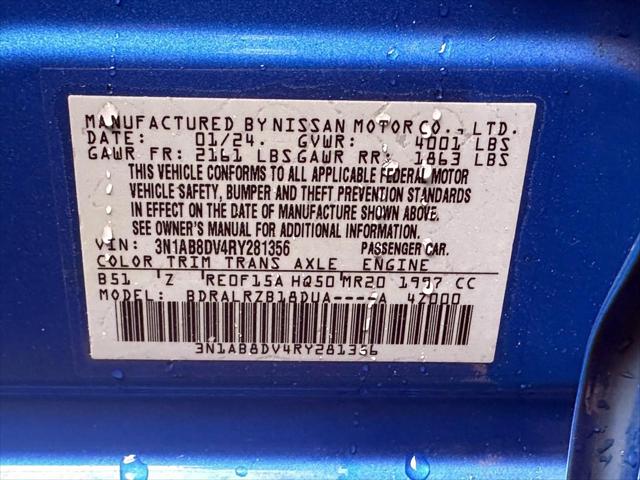 MANUFACTURED BY NISSAN MOTOR CO., LTD.
DATE: 01/24. GVWR: 4001 LBS
GAWR FR: 2161 LBS GAWR RR: 1863 LBS
THIS VEHICLE CONFORMS TO ALL APPLICABLE FEDERAL MOTOR
VEHICLE SAFETY, BUMPER AND THEFT PREVENTION STANDARDS
IN EFFECT ON THE DATE OF MANUFACTURE SHOWN ABOVE.
SEE OWNER'S MANUAL FOR ADDITIONAL INFORMATION.
VIN: 3N1AB8DV4RY281356 PASSENGER CAR.
COLOR TRIM TRANS AXLE ENGINE
B51 Z RE0F15A HQ50 MR20 1997 CC
MODEL: BDRALRZB18DUA----A 47000
3N1AB8DV4RY281356